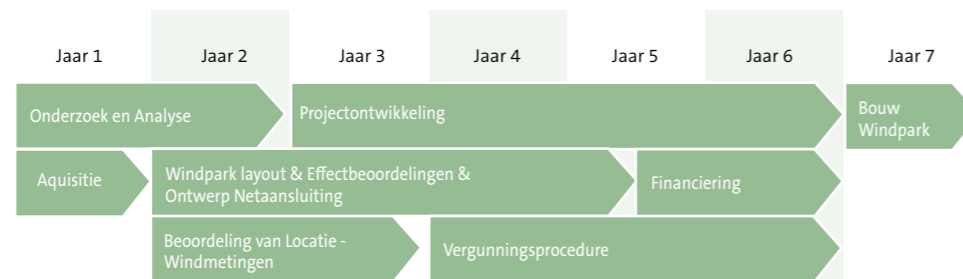 Jaar 1 Jaar 2 Jaar 3 Jaar 4 Jaar 5 Jaar 6 Jaar 7
Onderzoek en Analyse
Projectontwikkeling
Bouw
Windpark
Aquisitie
Windpark layout & Effectbeoordelingen &
Ontwerp Netaansluiting
Financiering
Beoordeling van Locatie -
Windmetingen
Vergunningsprocedure